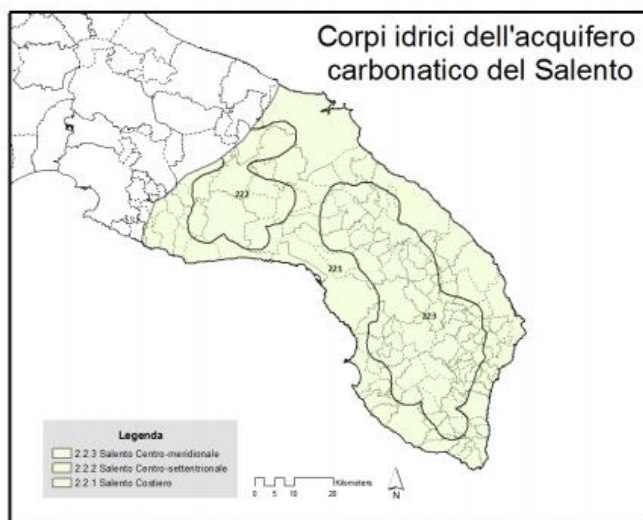 Corpi idrici dell'acquifero
carbonatico del Salento
222
221
223
Legenda
2.2.3 Salento Centro-meridionale
2.2.2 Salento Centro-settentrionale
2.2.1 Salento Costiero
Kilometers
0 5 10 20
N